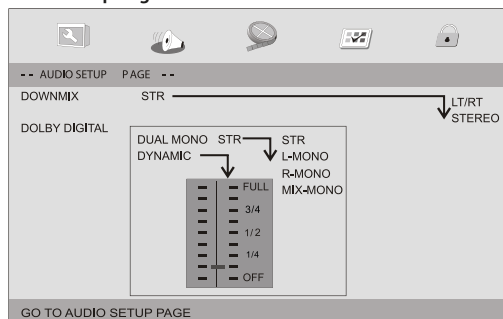 -- AUDIO SETUP PAGE --
DOWNMIX STR LT/RT
STEREO
DOLBY DIGITAL
DUAL MONO STR STR
DYNAMIC L-MONO
R-MONO
FULL MIX-MONO
3/4
1/2
1/4
OFF
GO TO AUDIO SETUP PAGE